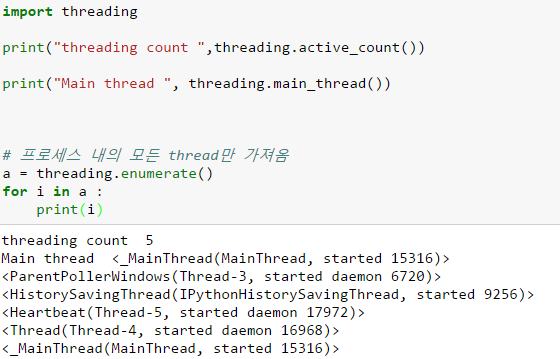 import threading
print("threading count ",threading.active_count())
print("Main thread ", threading.main_thread())
# 프로세스 내의 모든 thread만 가져옴
a = threading.enumerate()
for i in a :
    print(i)
threading count  5
Main thread  <_MainThread(MainThread, started 15316)>
<ParentPollerWindows(Thread-3, started daemon 6720)>
<HistorySavingThread(IPythonHistorySavingThread, started 9256)>
<Heartbeat(Thread-5, started daemon 17972)>
<Thread(Thread-4, started daemon 16968)>
<_MainThread(MainThread, started 15316)>